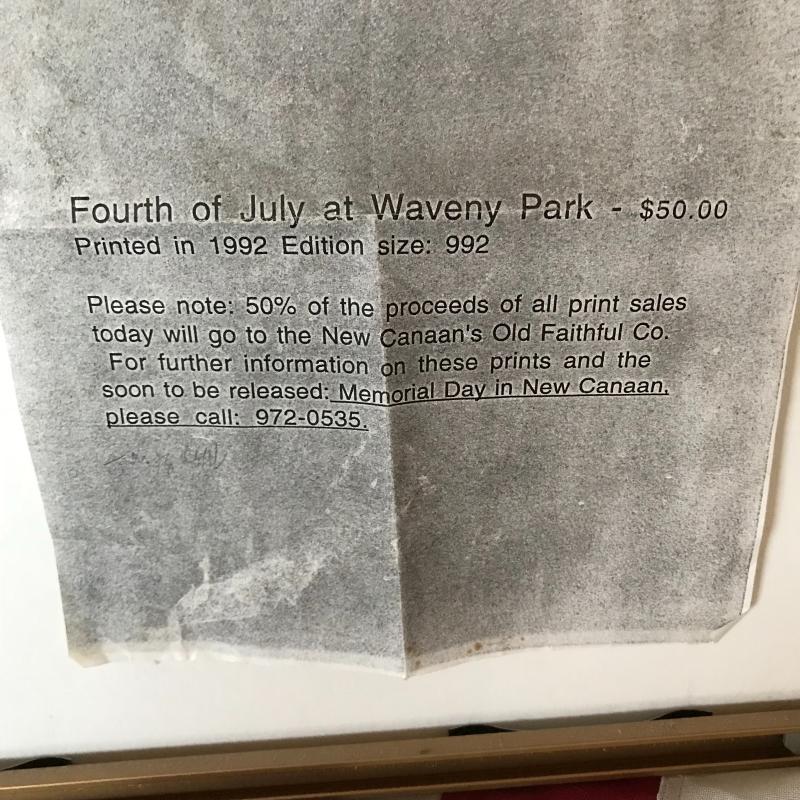 Fourth of July at Waveny Park - $50.00
Printed in 1992 Edition size: 992
Please note: 50% of the proceeds of all print sales
today will go to the New Canaan's Old Faithful Co.
For further information on these prints and the
soon to be released: Memorial Day in New Canaan,
please call: 972-0535.